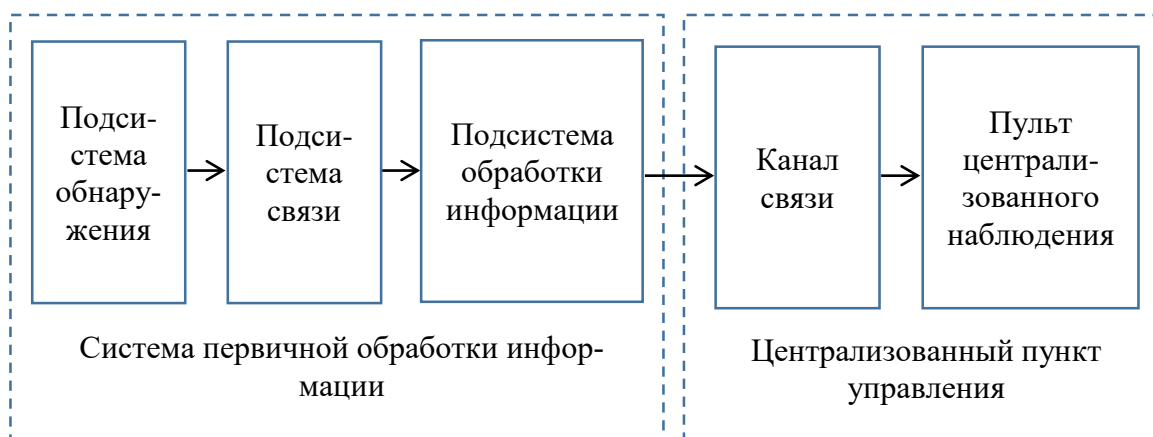 Подси-
стема
обнару-
жения
Подси-
стема
связи
Подсистема
обработки
информации
Канал
связи
Пульт
централи-
зованного
наблюдения
Система первичной обработки инфор-
мации
Централизованный пункт
управления